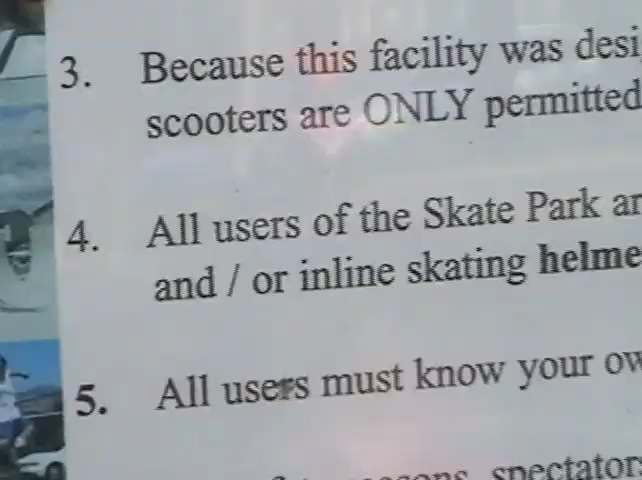 3. Because this facility was desi
scooters are ONLY permitted
4. All users of the Skate Park ar
and / or inline skating helme
5. All users must know your ow
spectator